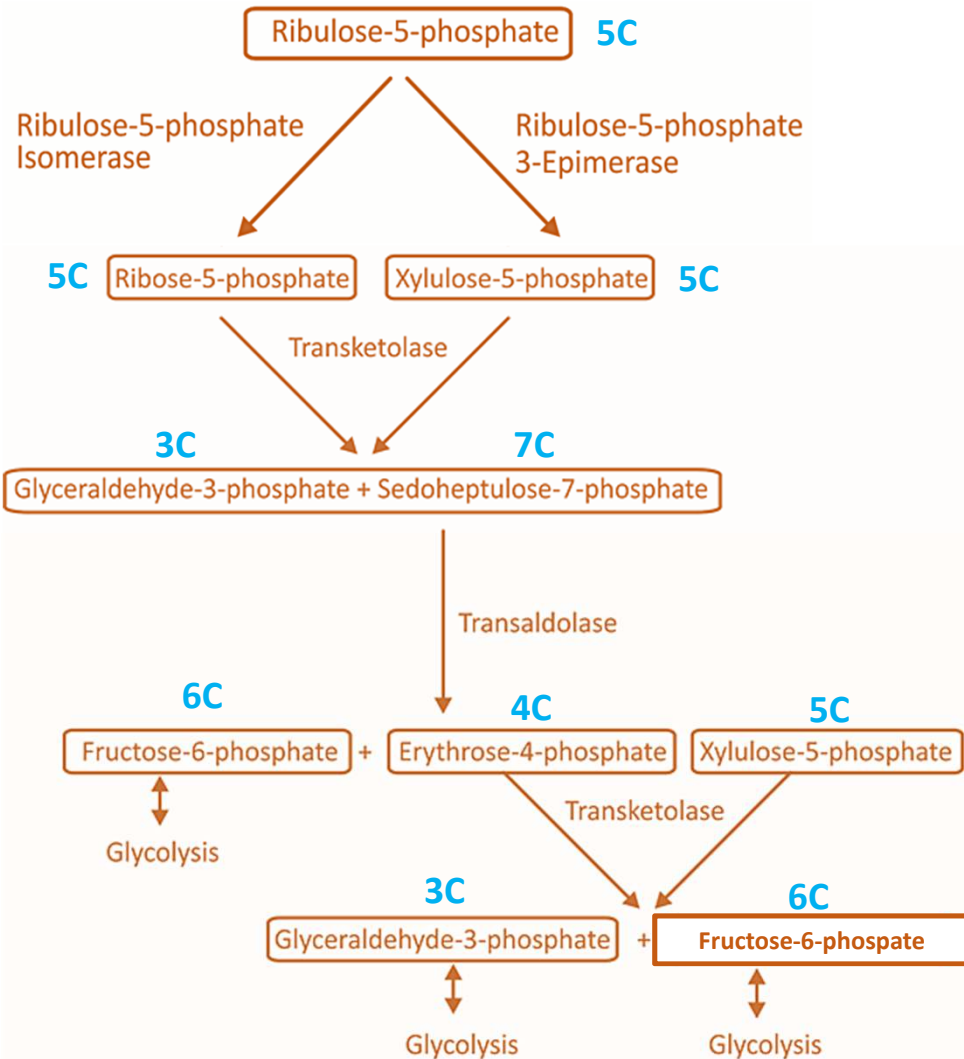 Ribulose-5-phosphate 5C
Ribulose-5-phosphate
Isomerase
Ribulose-5-phosphate
3-Epimerase
5C Ribose-5-phosphate Xylulose-5-phosphate 5C
Transketolase
3C 7C
Glyceraldehyde-3-phosphate + Sedoheptulose-7-phosphate
Transaldolase
6C 4C 5C
Fructose-6-phosphate + Erythrose-4-phosphate Xylulose-5-phosphate
Transketolase
Glycolysis
3C 6C
Glyceraldehyde-3-phosphate + Fructose-6-phospate
Glycolysis Glycolysis